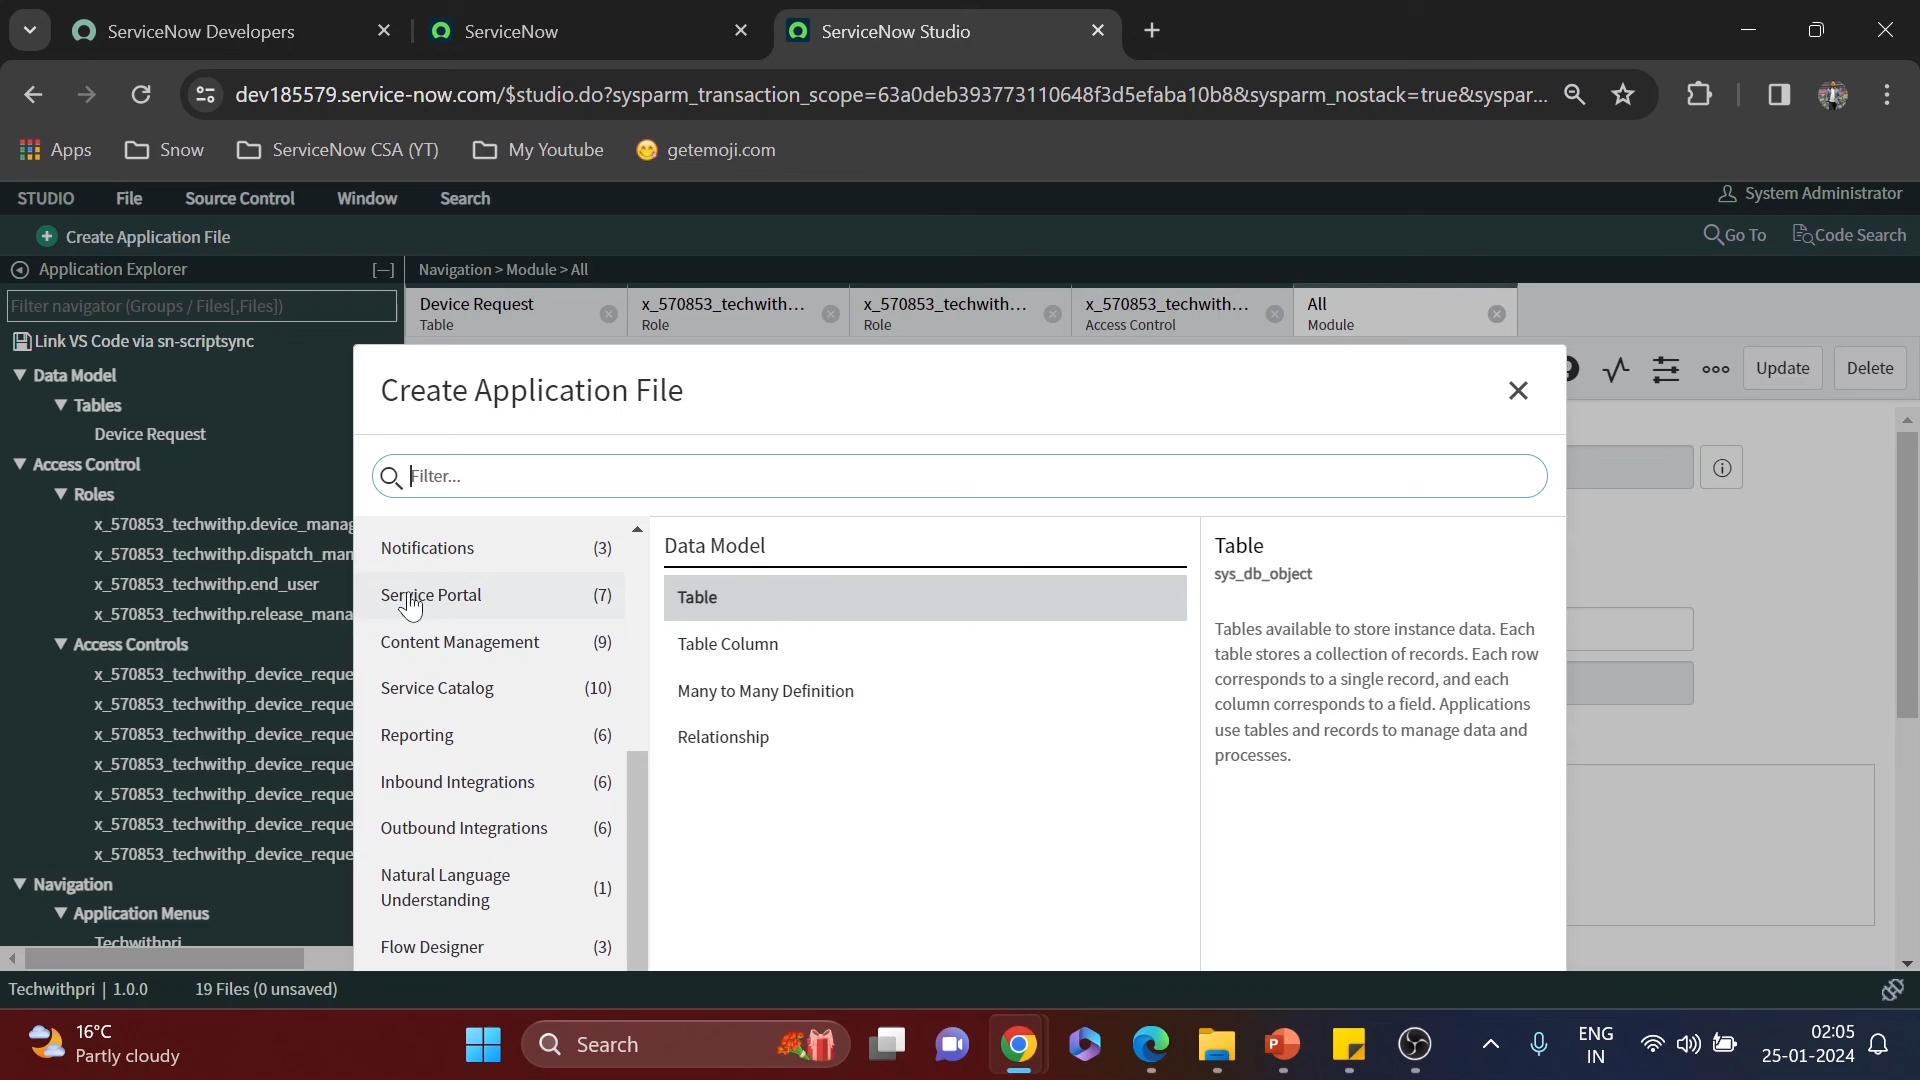 ServiceNow Developers
ServiceNow
ServiceNow Studio
dev185579.service-now.com/$studio.do?sysparm_transaction_scope=63a0deb393773110648f3d5efaba10b8&sysparm_nostack=true&syspar...
Apps
Snow
ServiceNow CSA (YT)
My Youtube
getemoji.com
STUDIO
File
Source Control
Window
Search
System Administrator
Create Application File
Go To
Code Search
Application Explorer
[—]
Navigation > Module > All
Filter navigator (Groups / Files[,Files])
Device Request
Table
x_570853_techwith...
Role
x_570853_techwith...
Role
x_570853_techwith...
Access Control
All
Module
Link VS Code via sn-scriptsync
Data Model
Tables
Device Request
Access Control
Roles
x_570853_techwithp.device_manag
x_570853_techwithp.dispatch_man
x_570853_techwithp.end_user
x_570853_techwithp.release_mana
Access Controls
x_570853_techwithp_device_reque
x_570853_techwithp_device_reque
x_570853_techwithp_device_reque
x_570853_techwithp_device_reque
x_570853_techwithp_device_reque
x_570853_techwithp_device_reque
x_570853_techwithp_device_reque
Navigation
Application Menus
Techwithpri
Update
Delete
Create Application File
Filter...
Notifications (3)
Service Portal (7)
Content Management (9)
Service Catalog (10)
Reporting (6)
Inbound Integrations (6)
Outbound Integrations (6)
Natural Language
Understanding (1)
Flow Designer (3)
Data Model
Table
Table Column
Many to Many Definition
Relationship
Table
sys_db_object
Tables available to store instance data. Each
table stores a collection of records. Each row
corresponds to a single record, and each
column corresponds to a field. Applications
use tables and records to manage data and
processes.
Techwithpri | 1.0.0
19 Files (0 unsaved)
16°C
Partly cloudy
Search
ENG
IN
02:05
25-01-2024